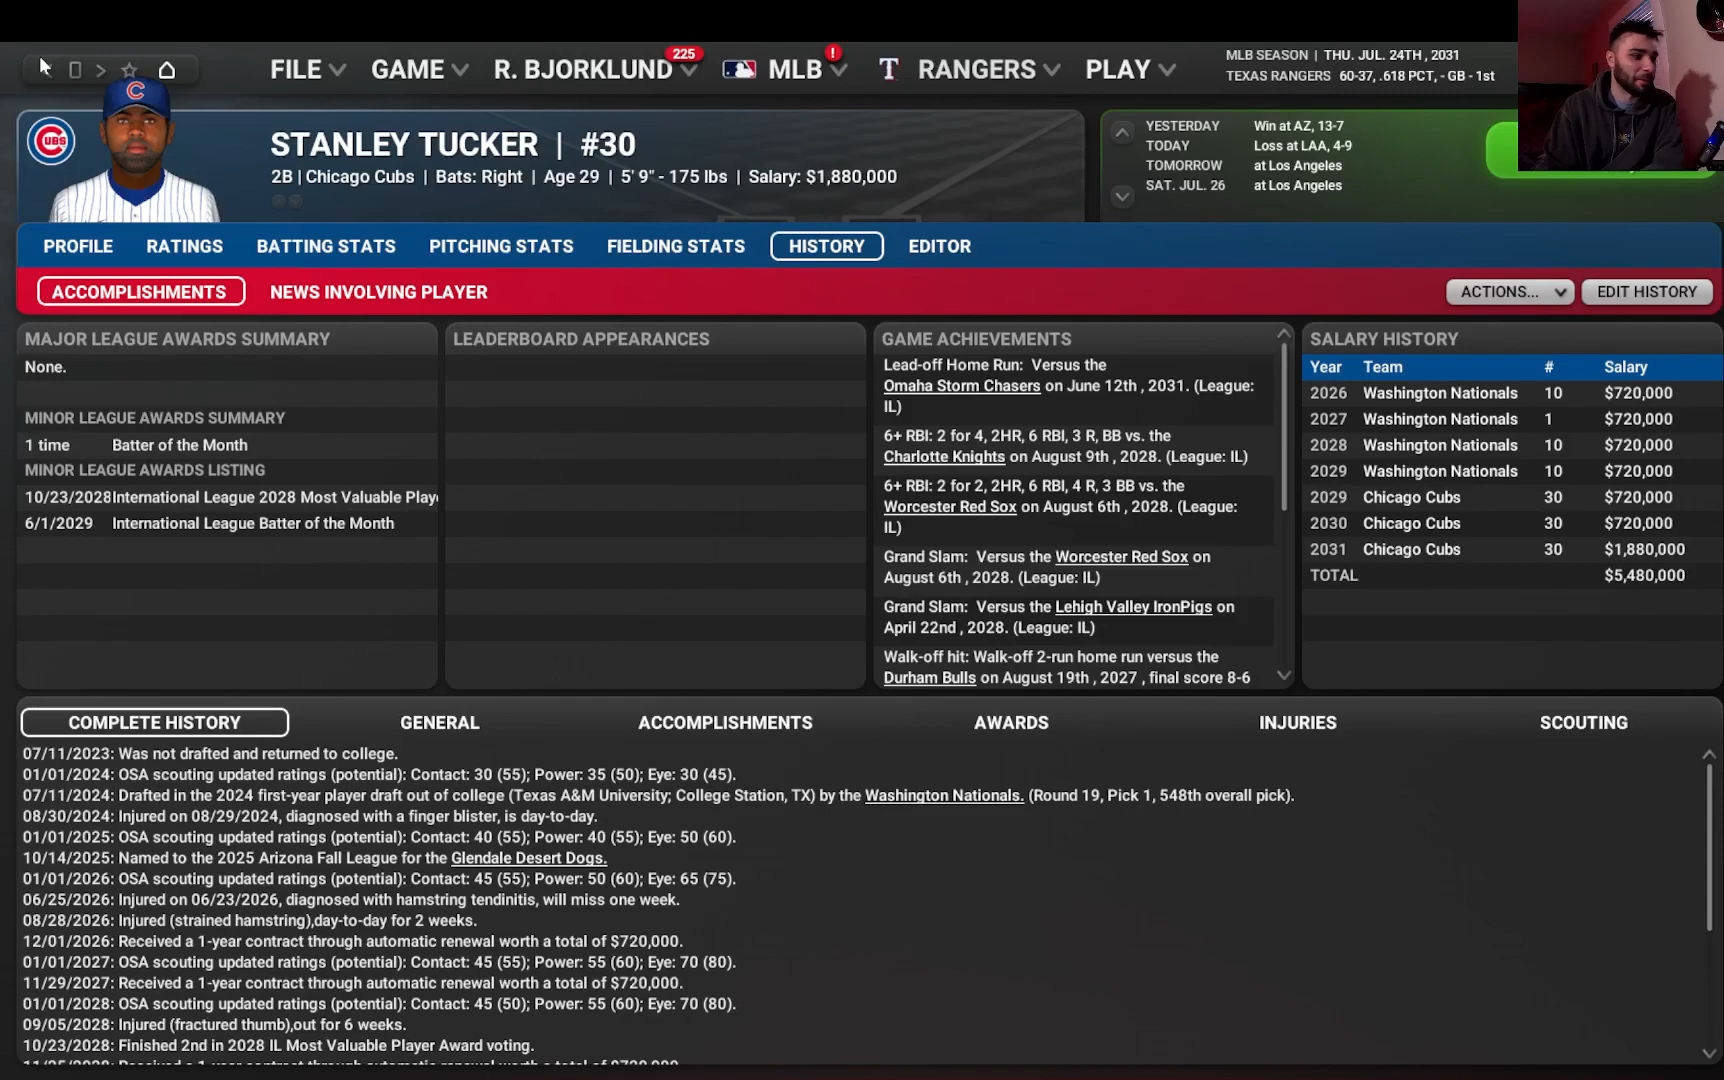 FILE
GAME
R. BJORKLUND
225
MLB
!
T
RANGERS
PLAY
MLB SEASON | THU. JUL. 24TH , 2031
TEXAS RANGERS 60-37, .618 PCT, - GB - 1st
CUBS
C
STANLEY TUCKER | #30
2B | Chicago Cubs | Bats: Right | Age 29 | 5' 9" - 175 lbs | Salary: $1,880,000
YESTERDAY Win at AZ, 13-7
TODAY Loss at LAA, 4-9
TOMORROW at Los Angeles
SAT. JUL. 26 at Los Angeles
PROFILE RATINGS BATTING STATS PITCHING STATS FIELDING STATS HISTORY EDITOR
ACCOMPLISHMENTS NEWS INVOLVING PLAYER
ACTIONS... EDIT HISTORY
MAJOR LEAGUE AWARDS SUMMARY
None.
MINOR LEAGUE AWARDS SUMMARY
1 time Batter of the Month
MINOR LEAGUE AWARDS LISTING
10/23/2028 International League 2028 Most Valuable Playe
6/1/2029 International League Batter of the Month
LEADERBOARD APPEARANCES
GAME ACHIEVEMENTS
Lead-off Home Run: Versus the
Omaha Storm Chasers on June 12th , 2031. (League:
IL)
6+ RBI: 2 for 4, 2HR, 6 RBI, 3 R, BB vs. the
Charlotte Knights on August 9th , 2028. (League: IL)
6+ RBI: 2 for 2, 2HR, 6 RBI, 4 R, 3 BB vs. the
Worcester Red Sox on August 6th , 2028. (League:
IL)
Grand Slam: Versus the Worcester Red Sox on
August 6th , 2028. (League: IL)
Grand Slam: Versus the Lehigh Valley IronPigs on
April 22nd , 2028. (League: IL)
Walk-off hit: Walk-off 2-run home run versus the
Durham Bulls on August 19th , 2027 , final score 8-6
SALARY HISTORY
Year Team # Salary
2026 Washington Nationals 10 $720,000
2027 Washington Nationals 1 $720,000
2028 Washington Nationals 10 $720,000
2029 Washington Nationals 10 $720,000
2029 Chicago Cubs 30 $720,000
2030 Chicago Cubs 30 $720,000
2031 Chicago Cubs 30 $1,880,000
TOTAL $5,480,000
COMPLETE HISTORY GENERAL ACCOMPLISHMENTS AWARDS INJURIES SCOUTING
07/11/2023: Was not drafted and returned to college.
01/01/2024: OSA scouting updated ratings (potential): Contact: 30 (55); Power: 35 (50); Eye: 30 (45).
07/11/2024: Drafted in the 2024 first-year player draft out of college (Texas A&M University; College Station, TX) by the Washington Nationals. (Round 19, Pick 1, 548th overall pick).
08/30/2024: Injured on 08/29/2024, diagnosed with a finger blister, is day-to-day.
01/01/2025: OSA scouting updated ratings (potential): Contact: 40 (55); Power: 40 (55); Eye: 50 (60).
10/14/2025: Named to the 2025 Arizona Fall League for the Glendale Desert Dogs.
01/01/2026: OSA scouting updated ratings (potential): Contact: 45 (55); Power: 50 (60); Eye: 65 (75).
06/25/2026: Injured on 06/23/2026, diagnosed with hamstring tendinitis, will miss one week.
08/28/2026: Injured (strained hamstring),day-to-day for 2 weeks.
12/01/2026: Received a 1-year contract through automatic renewal worth a total of $720,000.
01/01/2027: OSA scouting updated ratings (potential): Contact: 45 (55); Power: 55 (60); Eye: 70 (80).
11/29/2027: Received a 1-year contract through automatic renewal worth a total of $720,000.
01/01/2028: OSA scouting updated ratings (potential): Contact: 45 (50); Power: 55 (60); Eye: 70 (80).
09/05/2028: Injured (fractured thumb),out for 6 weeks.
10/23/2028: Finished 2nd in 2028 IL Most Valuable Player Award voting.
11/25/2028: Received a 1-year contract through automatic renewal worth a total of $720,000.